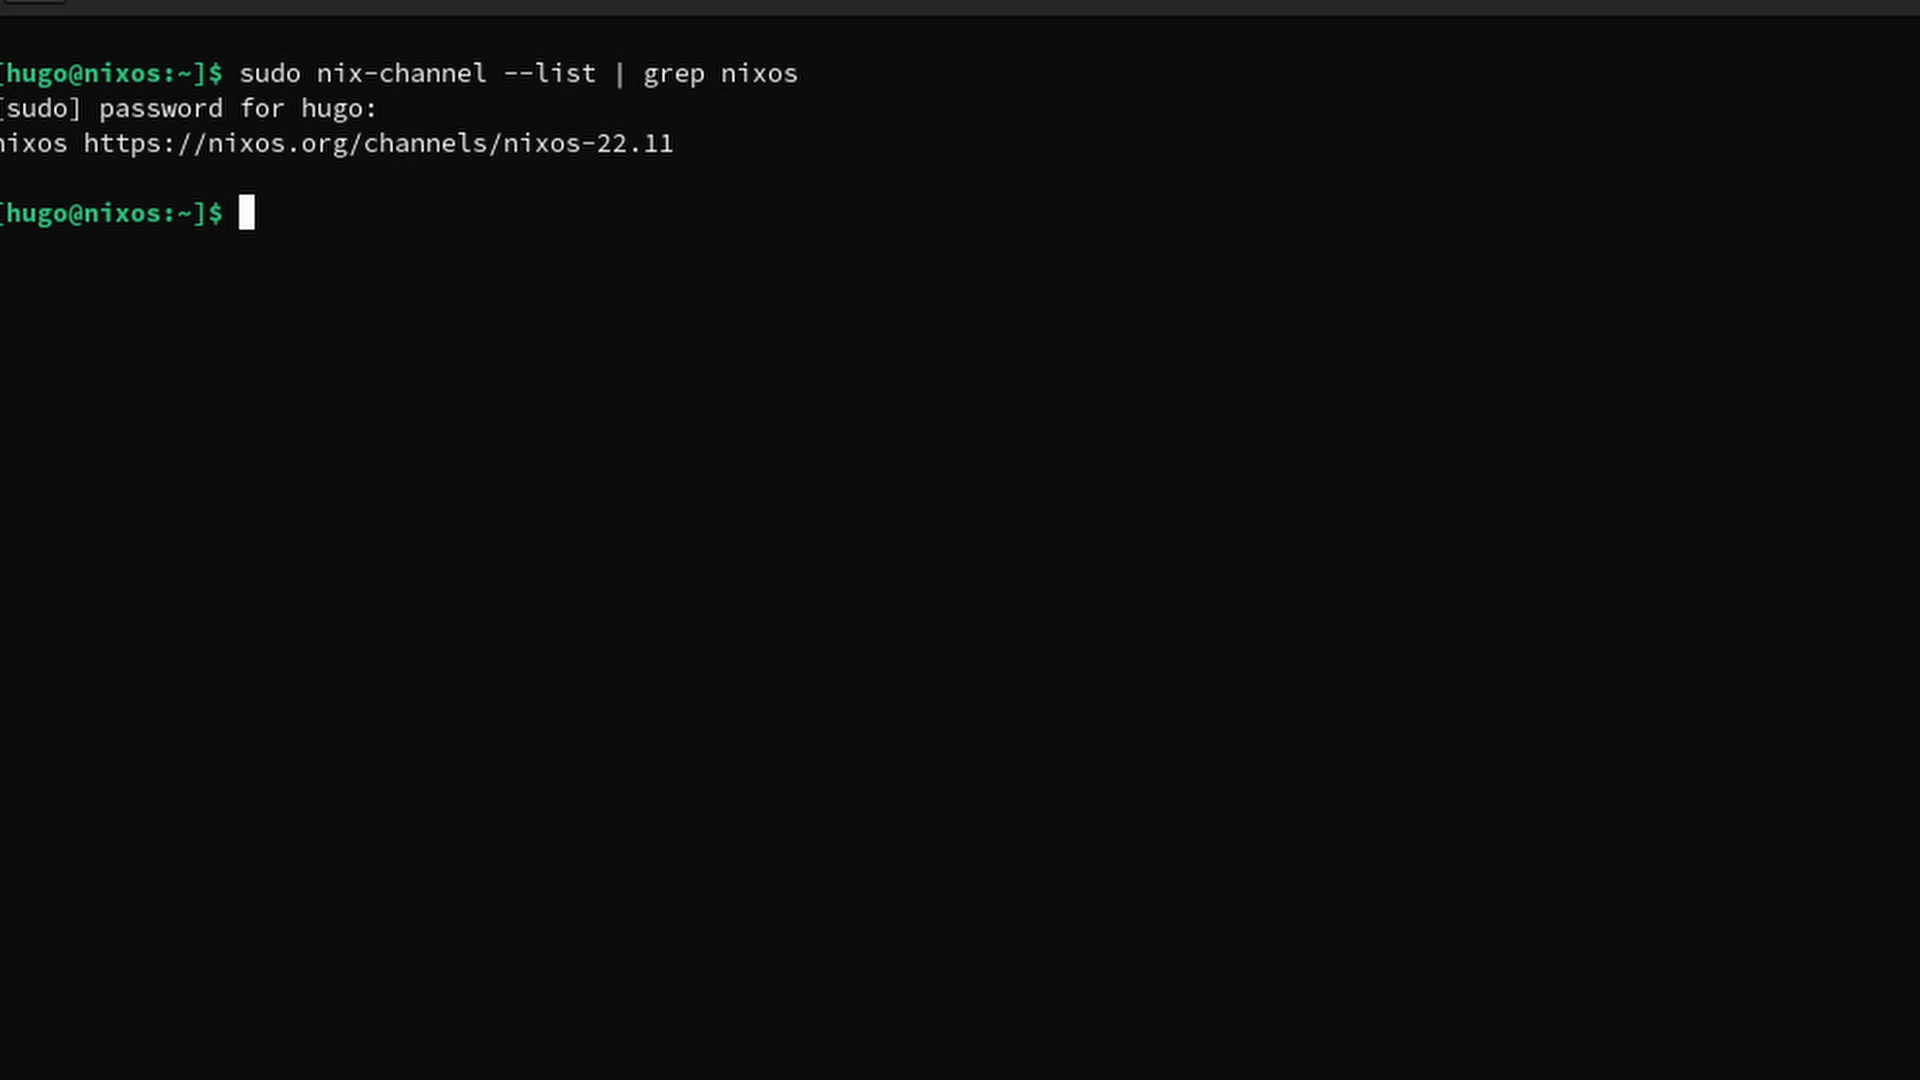 [hugo@nixos:~]$ sudo nix-channel --list | grep nixos
[sudo] password for hugo:
nixos https://nixos.org/channels/nixos-22.11
[hugo@nixos:~]$